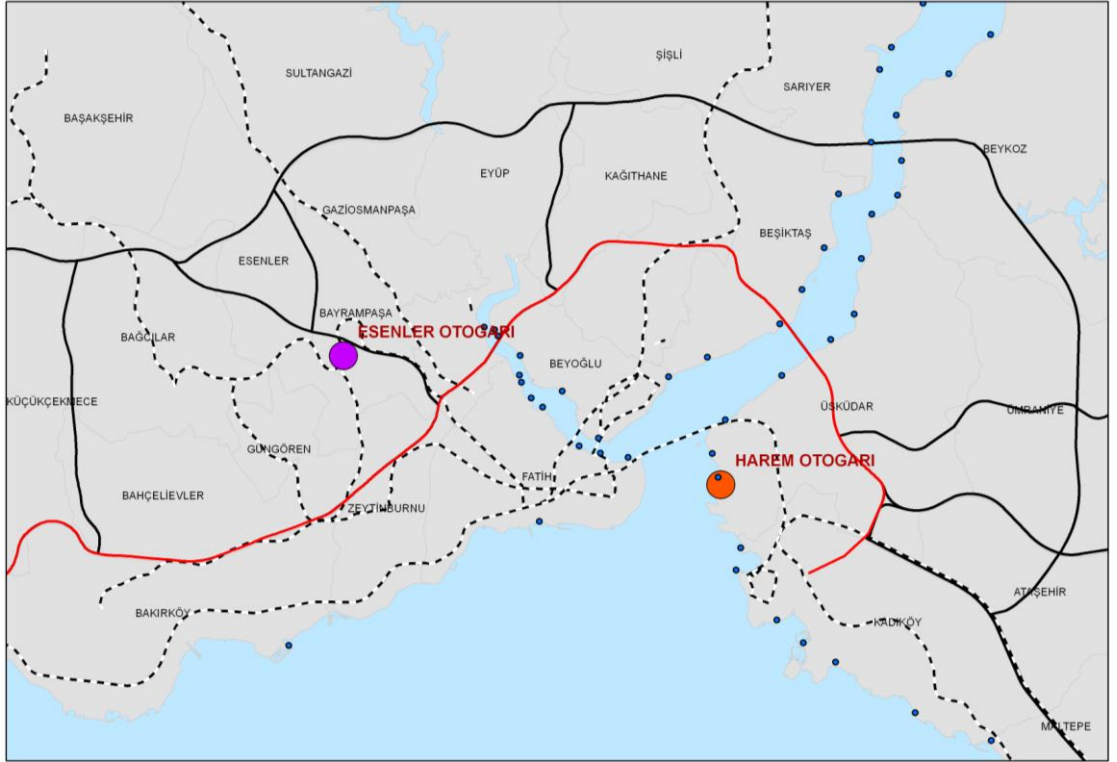 ŞİŞLİ
SULTANGAZİ
SARIYER
BAŞAKŞEHİR
BEYKOZ
EYÜP
KAĞITHANE
GAZİOSMANPAŞA
BEŞİKTAŞ
ESENLER
BAYRAMPAŞA
ESENLER OTOGARI
BAĞCILAR
BEYOĞLU
KÜÇÜKÇEKMECE
ÜSKÜDAR
ÜMRANİYE
GÜNGÖREN
HAREM OTOGARI
FATİH
BAHÇELİEVLER
ZEYTİNBURNU
ATAŞEHİR
BAKIRKÖY
KADIKÖY
MALTEPE